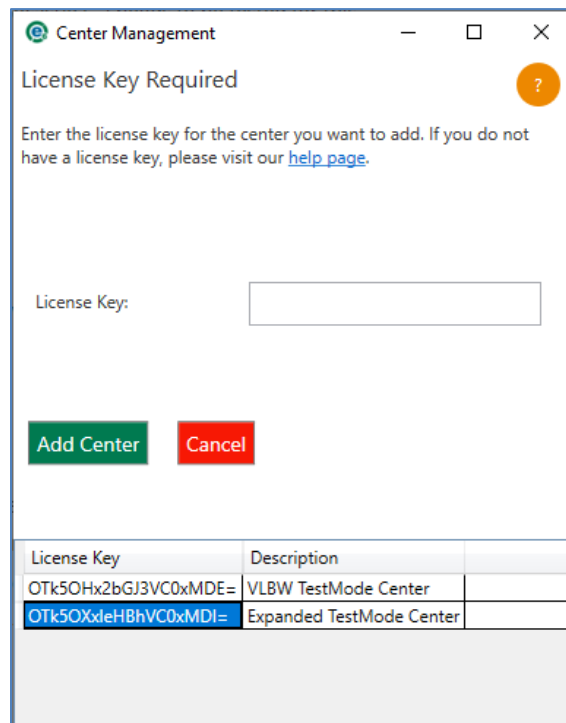 Center Management
License Key Required
?
Enter the license key for the center you want to add. If you do not
have a license key, please visit our help page.
License Key:
Add Center Cancel
License Key Description
OTk5OHx2bGJ3VC0xMDE= VLBW TestMode Center
OTk5OXxleHBhVC0xMDI= Expanded TestMode Center